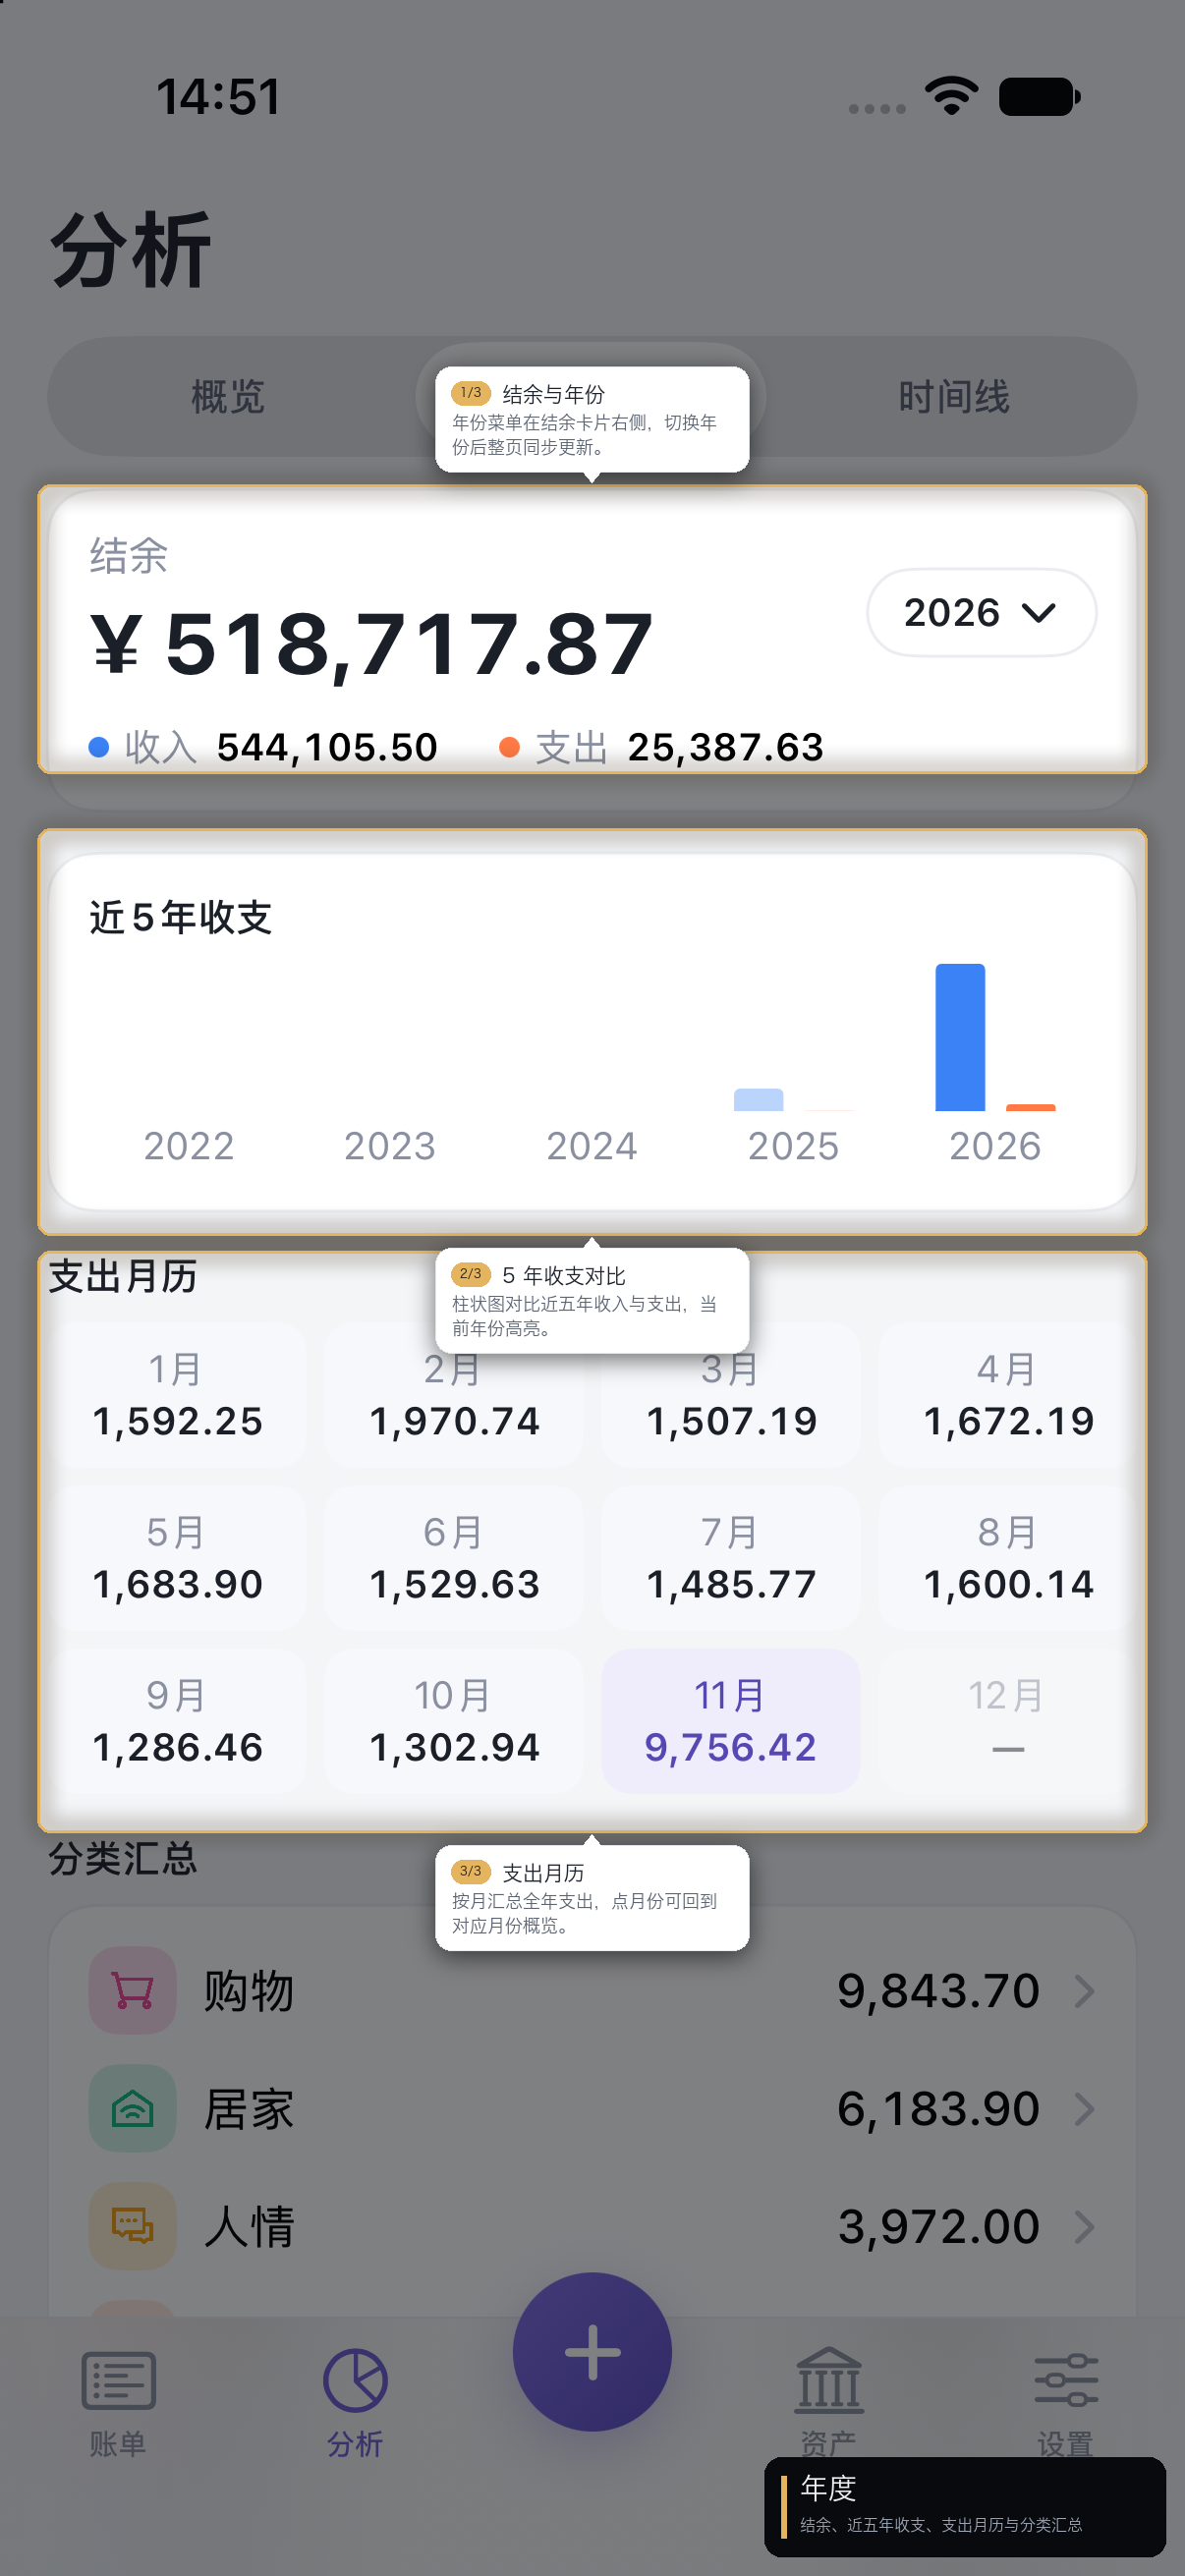 14:51
分析
概览
时间线
1/3 结余与年份
年份菜单在结余卡片右侧，切换年
份后整页同步更新。
结余
¥518,717.87
2026
收入 544,105.50 支出 25,387.63
近5年收支
2022 2023 2024 2025 2026
支出月历
2/3 5 年收支对比
柱状图对比近五年收入与支出，当
前年份高亮。
1月 2月 3月 4月
1,592.25 1,970.74 1,507.19 1,672.19
5月 6月 7月 8月
1,683.90 1,529.63 1,485.77 1,600.14
9月 10月 11月 12月
1,286.46 1,302.94 9,756.42 —
分类汇总
3/3 支出月历
按月汇总全年支出，点月份可回到
对应月份概览。
购物 9,843.70
居家 6,183.90
人情 3,972.00
账单 分析 资产 设置
年度
结余、近五年收支、支出月历与分类汇总